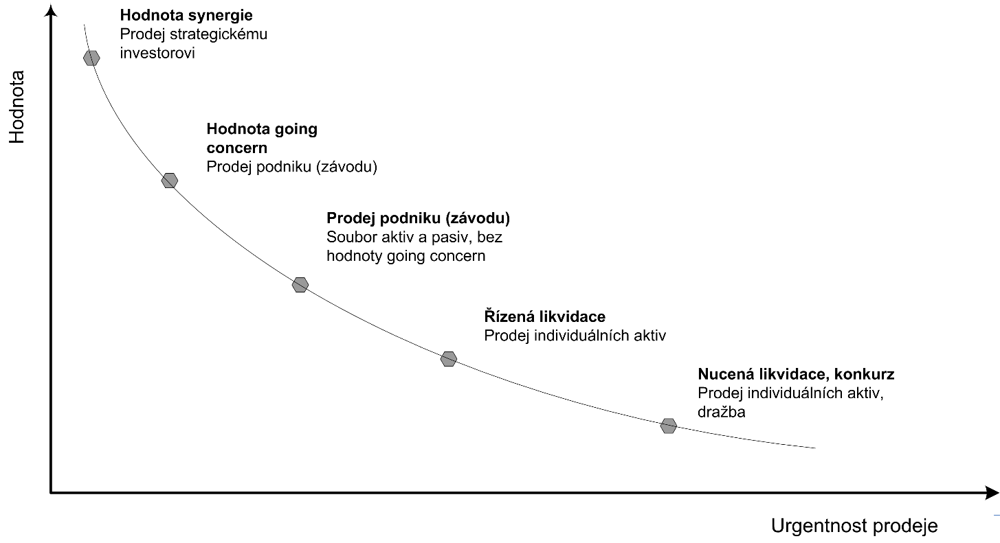 Hodnota synergie
Prodej strategickému
investorovi
Hodnota
Hodnota going
concern
Prodej podniku (závodu)
Prodej podniku (závodu)
Soubor aktiv a pasiv, bez
hodnoty going concern
Řízená likvidace
Prodej individuálních aktiv
Nucená likvidace, konkurz
Prodej individuálních aktiv,
dražba
Urgentnost prodeje